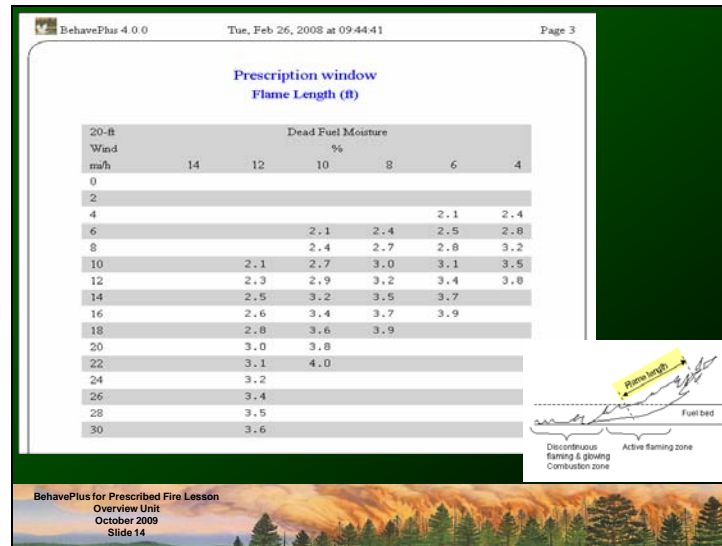 BehavePlus 4.0.0 Tue, Feb 26, 2008 at 09:44:41 Page 3
Prescription window
Flame Length (ft)
20-ft Dead Fuel Moisture
Wind %
mi/h 14 12 10 8 6 4
0
2
4 2.1 2.4
6 2.1 2.4 2.5 2.8
8 2.4 2.7 2.8 3.2
10 2.1 2.7 3.0 3.1 3.5
12 2.3 2.9 3.2 3.4 3.8
14 2.5 3.2 3.5 3.7
16 2.6 3.4 3.7 3.9
18 2.8 3.6 3.9
20 3.0 3.8
22 3.1 4.0
24 3.2
26 3.4
28 3.5
30 3.6
Flame length
Fuel bed
Discontinuous
flaming & glowing
Combustion zone
Active flaming zone
BehavePlus for Prescribed Fire Lesson
Overview Unit
October 2009
Slide 14